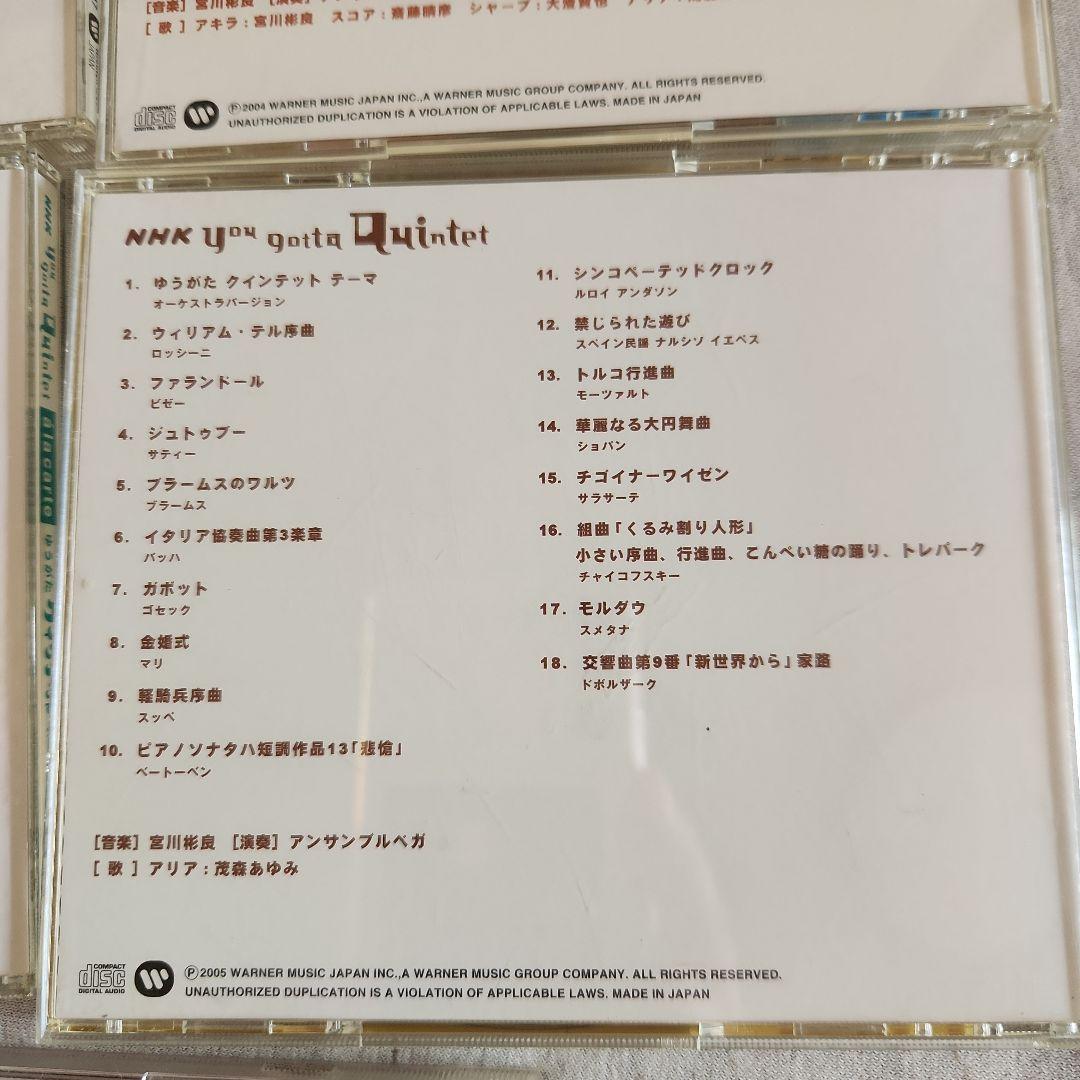 [音楽] 宮川彬良 [演奏]
[ 歌 ] アキラ : 宮川彬良 スコア : 斎藤晴彦 シャープ : 大澄賢也
COMPACT
disc
DIGITAL AUDIO
Ⓟ2004 WARNER MUSIC JAPAN INC.,A WARNER MUSIC GROUP COMPANY. ALL RIGHTS RESERVED.
UNAUTHORIZED DUPLICATION IS A VIOLATION OF APPLICABLE LAWS. MADE IN JAPAN
NHK you gotta Quintet a la carte ゆうがた
NHK you gotta Quintet
1. ゆうがた クインテット テーマ
オーケストラバージョン
2. ウィリアム・テル序曲
ロッシーニ
3. ファランドール
ビゼー
4. ジュトゥブー
サティー
5. ブラームスのワルツ
ブラームス
6. イタリア協奏曲第3楽章
バッハ
7. ガボット
ゴセック
8. 金婚式
マリ
9. 軽騎兵序曲
スッペ
10. ピアノソナタハ短調作品13「悲愴」
ベートーベン
11. シンコペーテッドクロック
ルロイ アンダソン
12. 禁じられた遊び
スペイン民謡 ナルシソ イエペス
13. トルコ行進曲
モーツァルト
14. 華麗なる大円舞曲
ショパン
15. チゴイナーワイゼン
サラサーテ
16. 組曲「くるみ割り人形」
小さい序曲、行進曲、こんぺい糖の踊り、トレパーク
チャイコフスキー
17. モルダウ
スメタナ
18. 交響曲第9番「新世界から」家路
ドボルザーク
[音楽] 宮川彬良 [演奏] アンサンブルベガ
[ 歌 ] アリア : 茂森あゆみ
COMPACT
disc
DIGITAL AUDIO
Ⓟ2005 WARNER MUSIC JAPAN INC.,A WARNER MUSIC GROUP COMPANY. ALL RIGHTS RESERVED.
UNAUTHORIZED DUPLICATION IS A VIOLATION OF APPLICABLE LAWS. MADE IN JAPAN